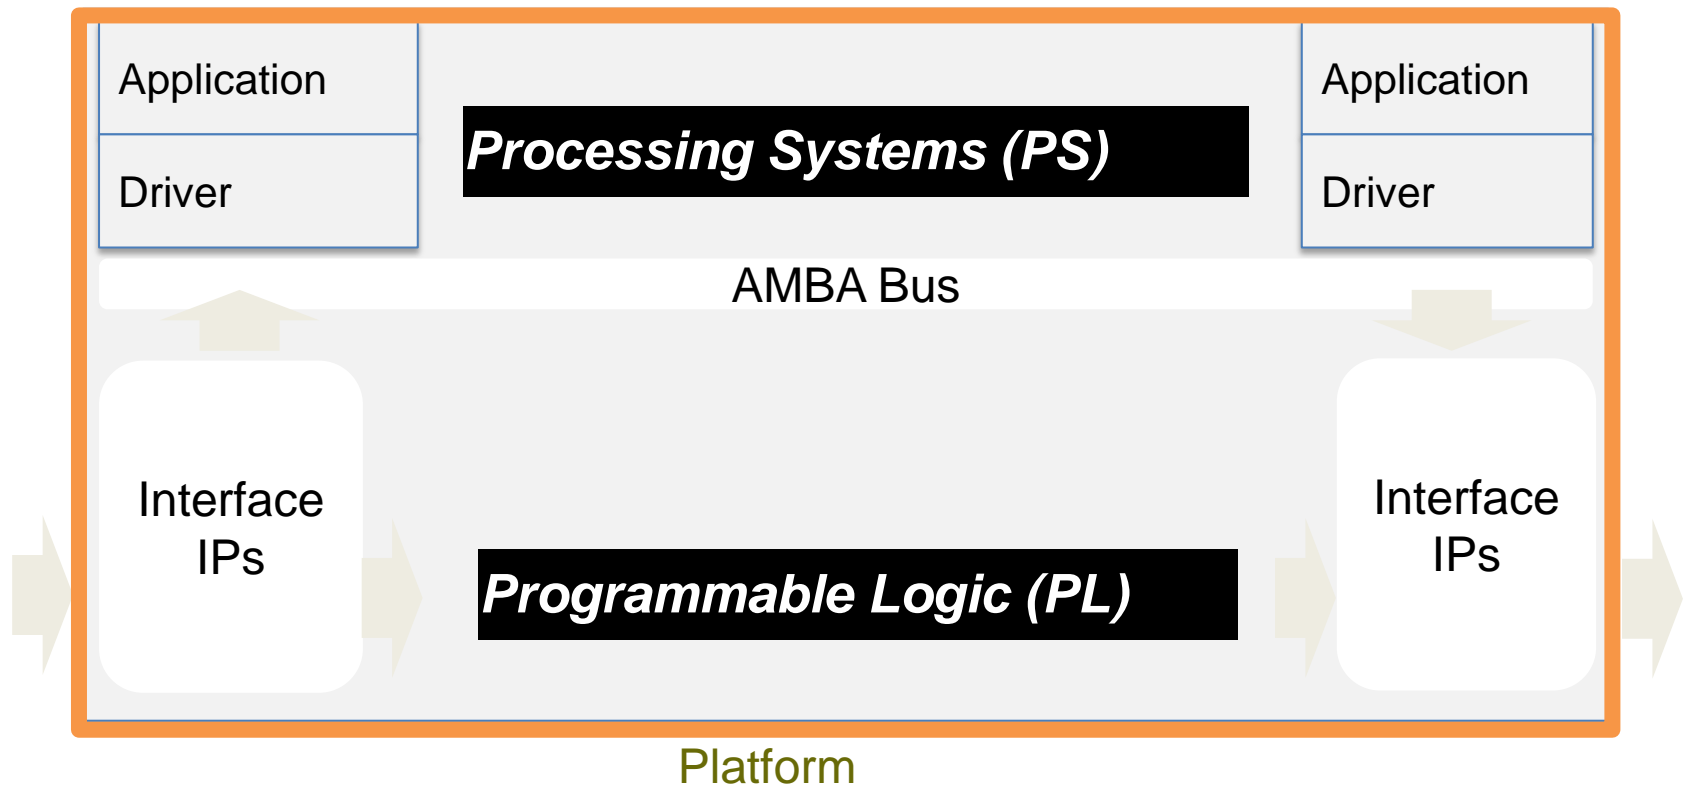 Application
Application
Processing Systems (PS)
Driver
Driver
AMBA Bus
Interface
IPs
Interface
IPs
Programmable Logic (PL)
Platform